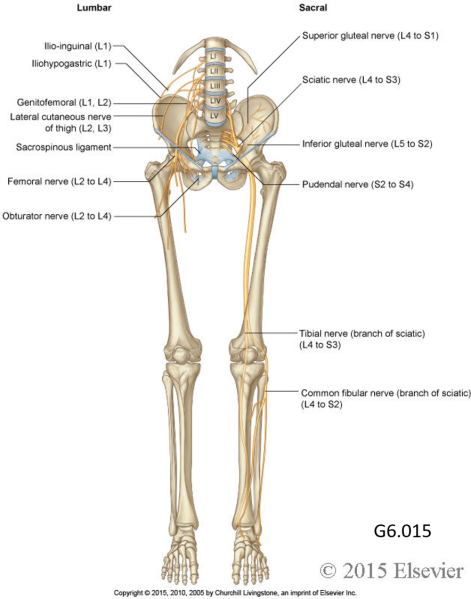 Lumbar
Sacral
Ilio-inguinal (L1)
Iliohypogastric (L1)
Genitofemoral (L1, L2)
Lateral cutaneous nerve
of thigh (L2, L3)
Sacrospinous ligament
Femoral nerve (L2 to L4)
Obturator nerve (L2 to L4)
LI
LII
LIII
LIV
LV
Superior gluteal nerve (L4 to S1)
Sciatic nerve (L4 to S3)
Inferior gluteal nerve (L5 to S2)
Pudendal nerve (S2 to S4)
Tibial nerve (branch of sciatic)
(L4 to S3)
Common fibular nerve (branch of sciatic)
(L4 to S2)
G6.015
© 2015 Elsevier
Copyright © 2015, 2010, 2005 by Churchill Livingstone, an imprint of Elsevier Inc.